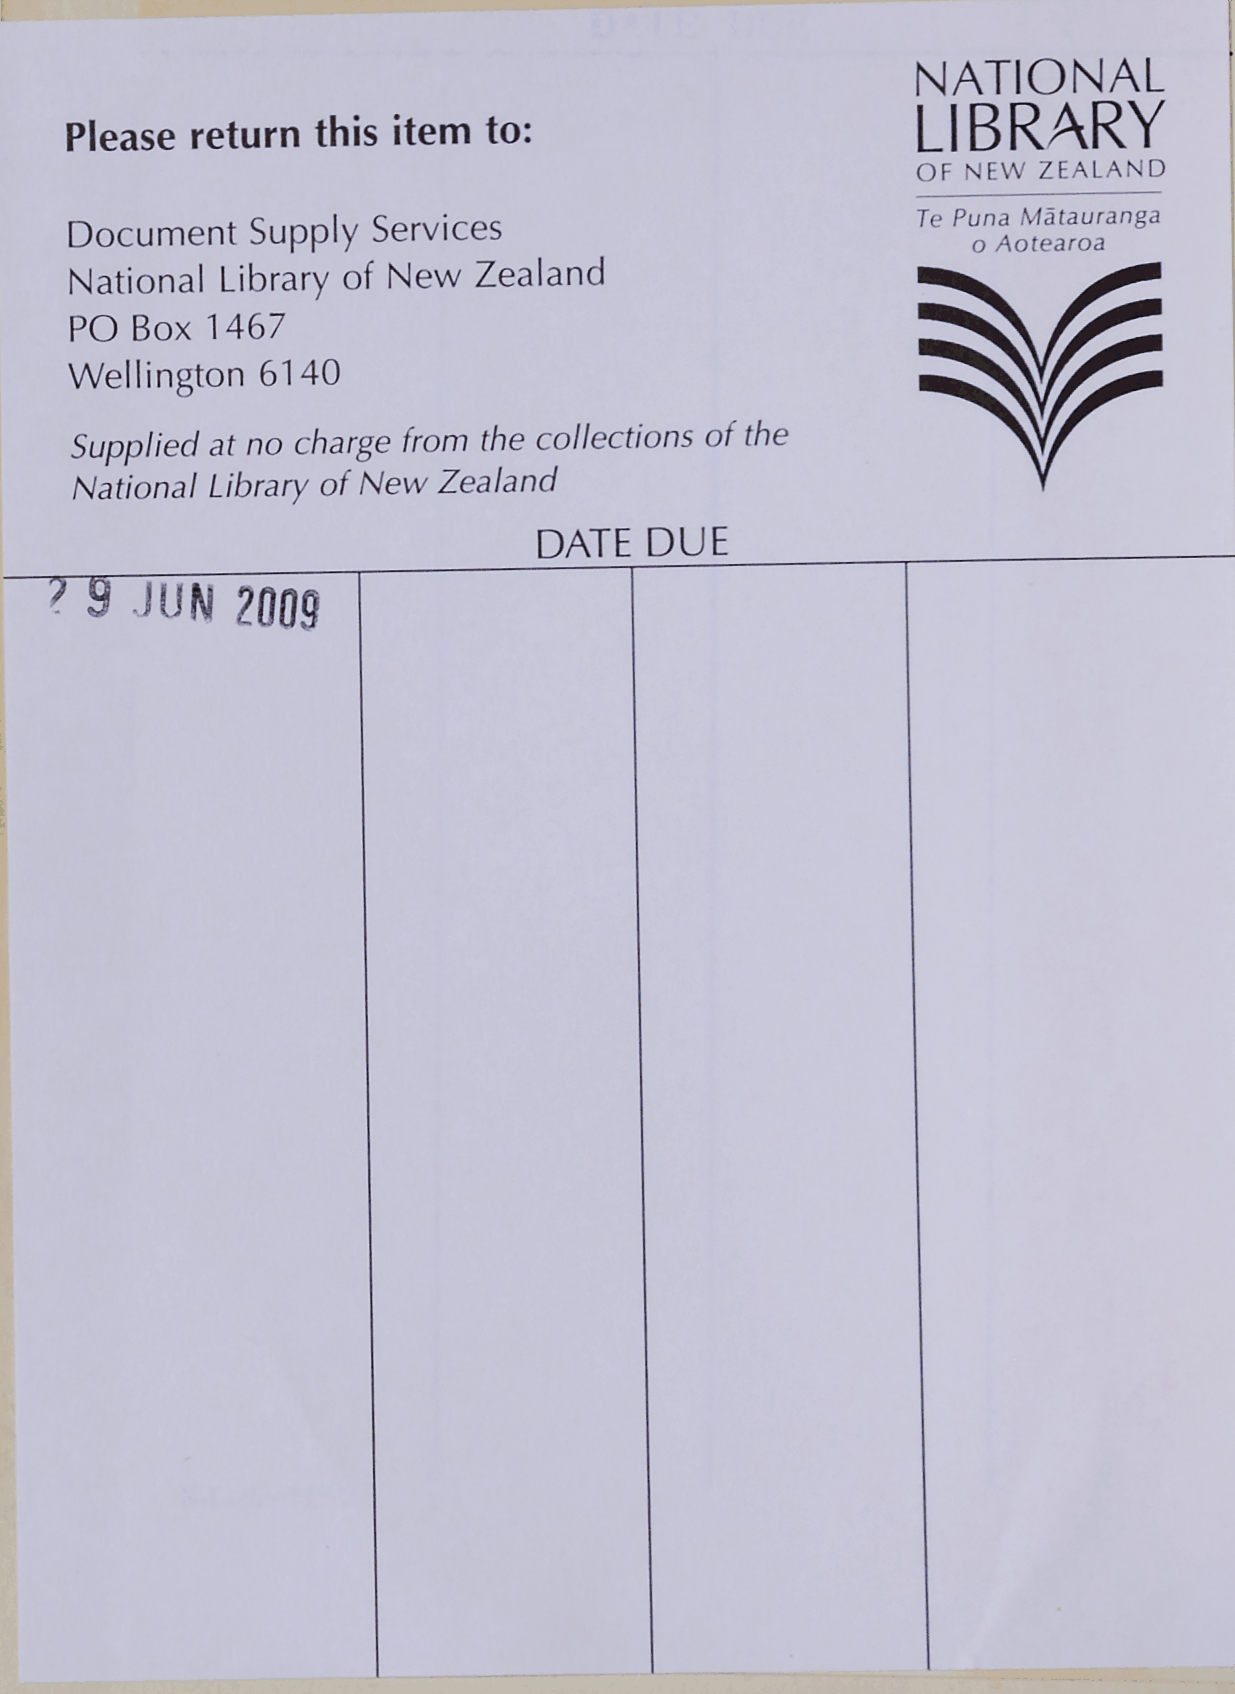 Please return this item to:
Document Supply Services
National Library of New Zealand
PO Box 1467
Wellington 6140
Supplied at no charge from the collections of the
National Library of New Zealand
NATIONAL
LIBRARY
OF NEW ZEALAND
Te Puna Mātauranga
o Aotearoa
DATE DUE
29 JUN 2009